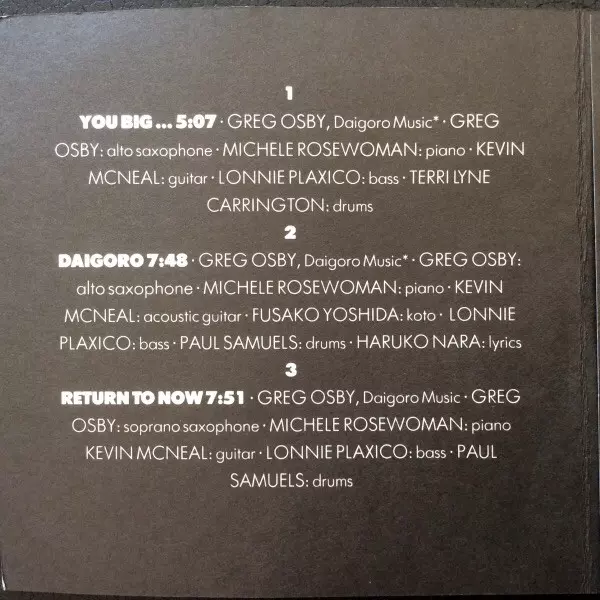 1
YOU BIG ... 5:07 · GREG OSBY, Daigoro Music* · GREG
OSBY: alto saxophone · MICHELE ROSEWOMAN: piano · KEVIN
MCNEAL: guitar · LONNIE PLAXICO: bass · TERRI LYNE
CARRINGTON: drums
2
DAIGORO 7:48 · GREG OSBY, Daigoro Music* · GREG OSBY:
alto saxophone · MICHELE ROSEWOMAN: piano · KEVIN
MCNEAL: acoustic guitar · FUSAKO YOSHIDA: koto · LONNIE
PLAXICO: bass · PAUL SAMUELS: drums · HARUKO NARA: lyrics
3
RETURN TO NOW 7:51 · GREG OSBY, Daigoro Music · GREG
OSBY: soprano saxophone · MICHELE ROSEWOMAN: piano
KEVIN MCNEAL: guitar · LONNIE PLAXICO: bass · PAUL
SAMUELS: drums